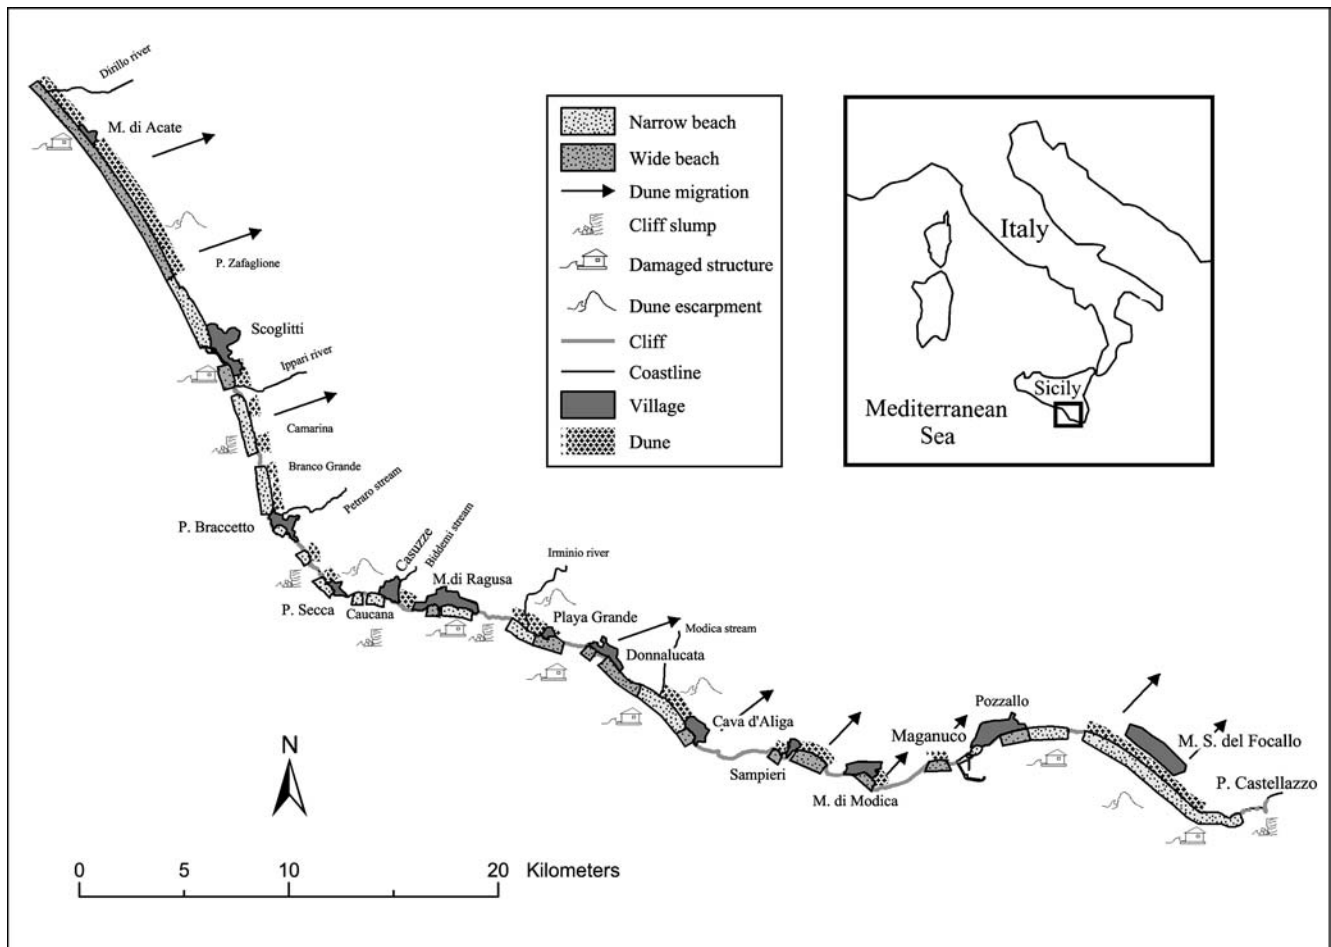 Dirillo river
M. di Acate
P. Zafaglione
Scoglitti
Ippari river
Camarina
Branco Grande
Petraro stream
P. Braccetto
Casuzze
Biddemi stream
P. Secca
Caucana
M.di Ragusa
Irminio river
Playa Grande
Donnalucata
Modica stream
Cava d'Aliga
Sampieri
M. di Modica
Maganuco
Pozzallo
M. S. del Focallo
P. Castellazzo
Narrow beach
Wide beach
Dune migration
Cliff slump
Damaged structure
Dune escarpment
Cliff
Coastline
Village
Dune
Italy
Sicily
Mediterranean
Sea
N
0 5 10 20 Kilometers